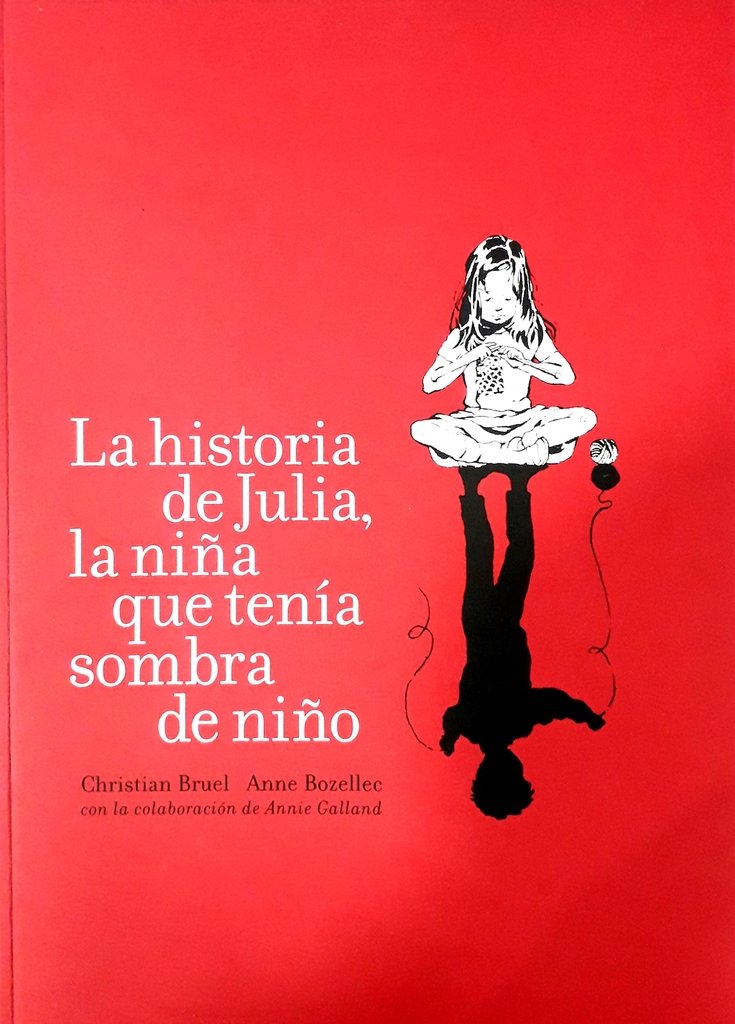 La historia
de Julia,
la niña
que tenía
sombra
de niño
Christian Bruel Anne Bozellec
con la colaboración de Annie Galland